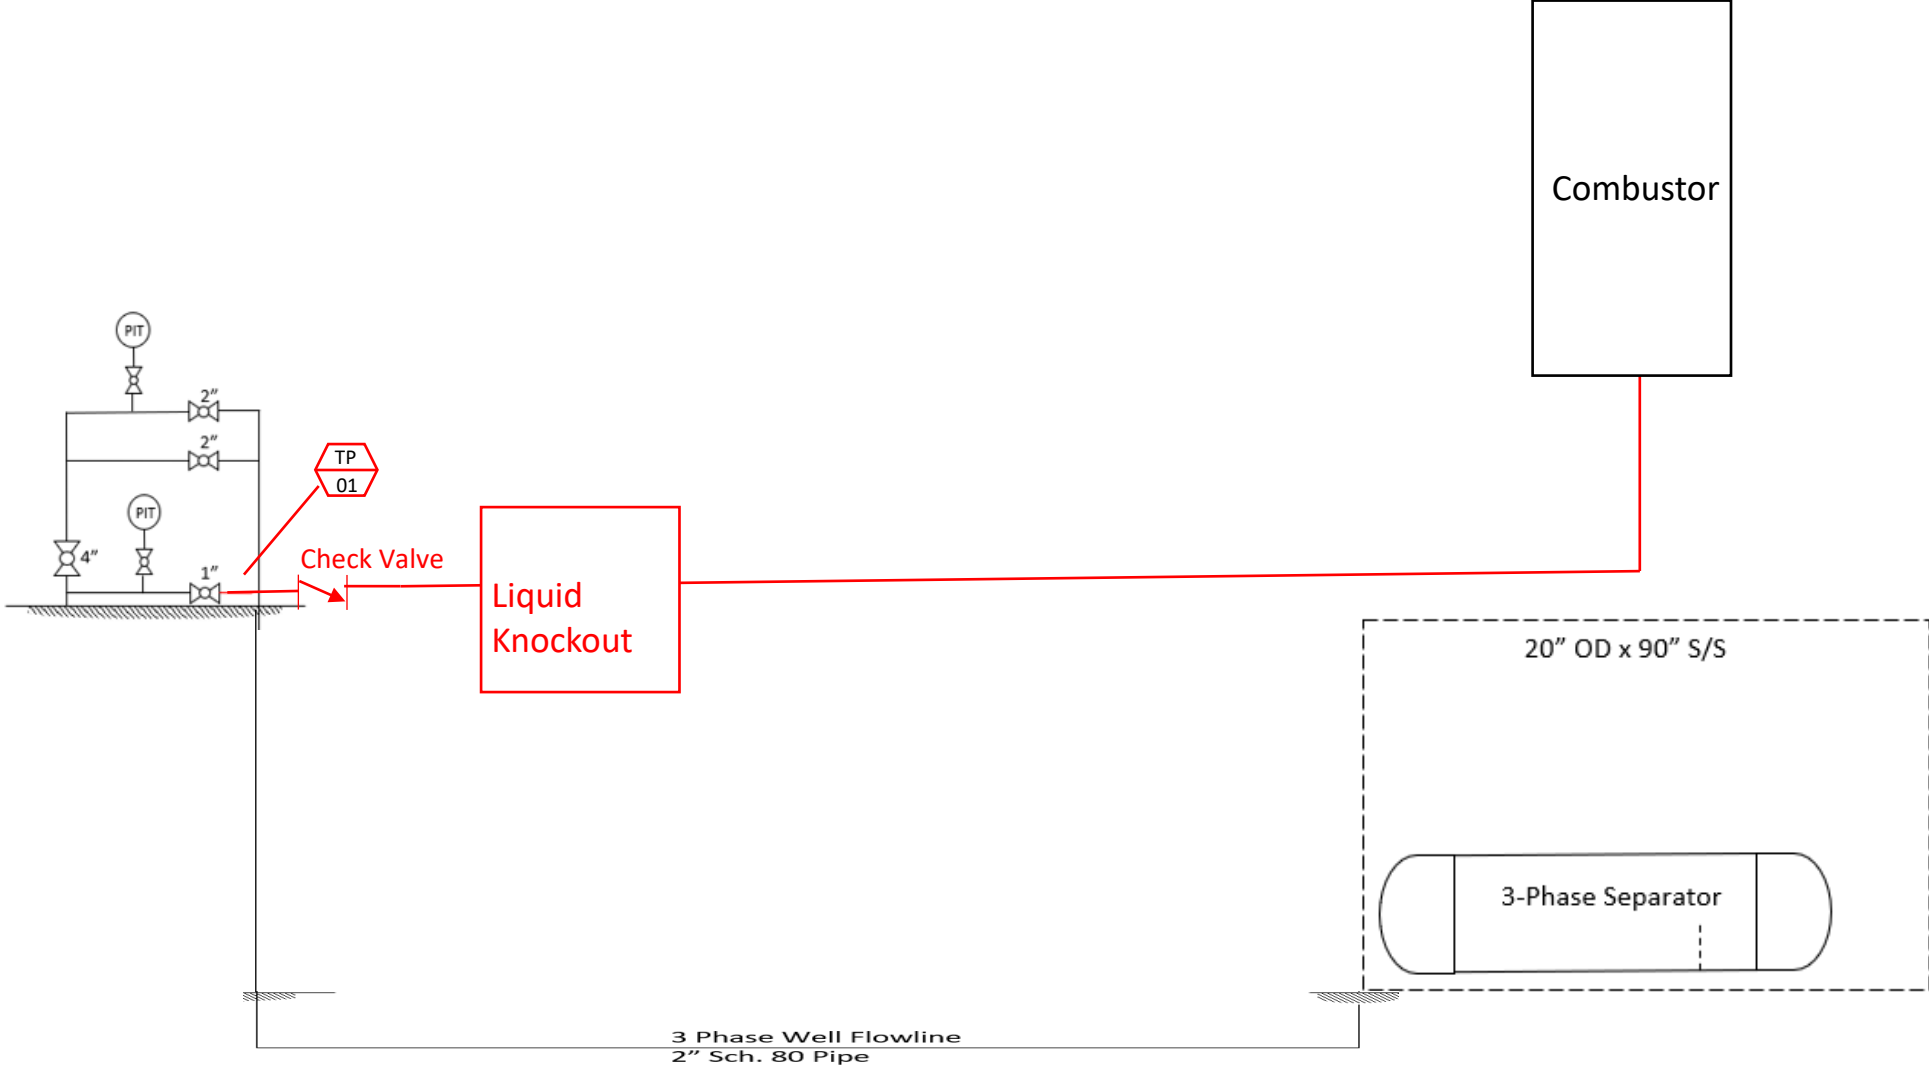 Combustor
PIT
2”
2”
TP
01
PIT
4”
1”
Check Valve
Liquid
Knockout
20” OD x 90” S/S
3-Phase Separator
3 Phase Well Flowline
2” Sch. 80 Pipe